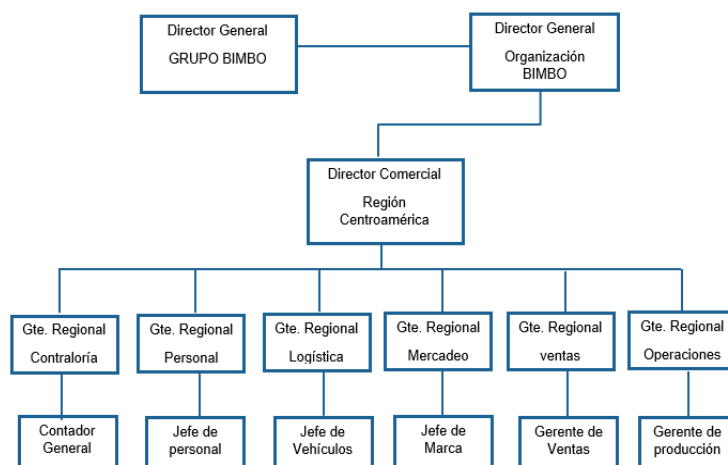 Director General
GRUPO BIMBO
Director General
Organización
BIMBO
Director Comercial
Región
Centroamérica
Gte. Regional
Contraloría
Gte. Regional
Personal
Gte. Regional
Logística
Gte. Regional
Mercadeo
Gte. Regional
ventas
Gte. Regional
Operaciones
Contador
General
Jefe de
personal
Jefe de
Vehículos
Jefe de
Marca
Gerente de
Ventas
Gerente de
producción